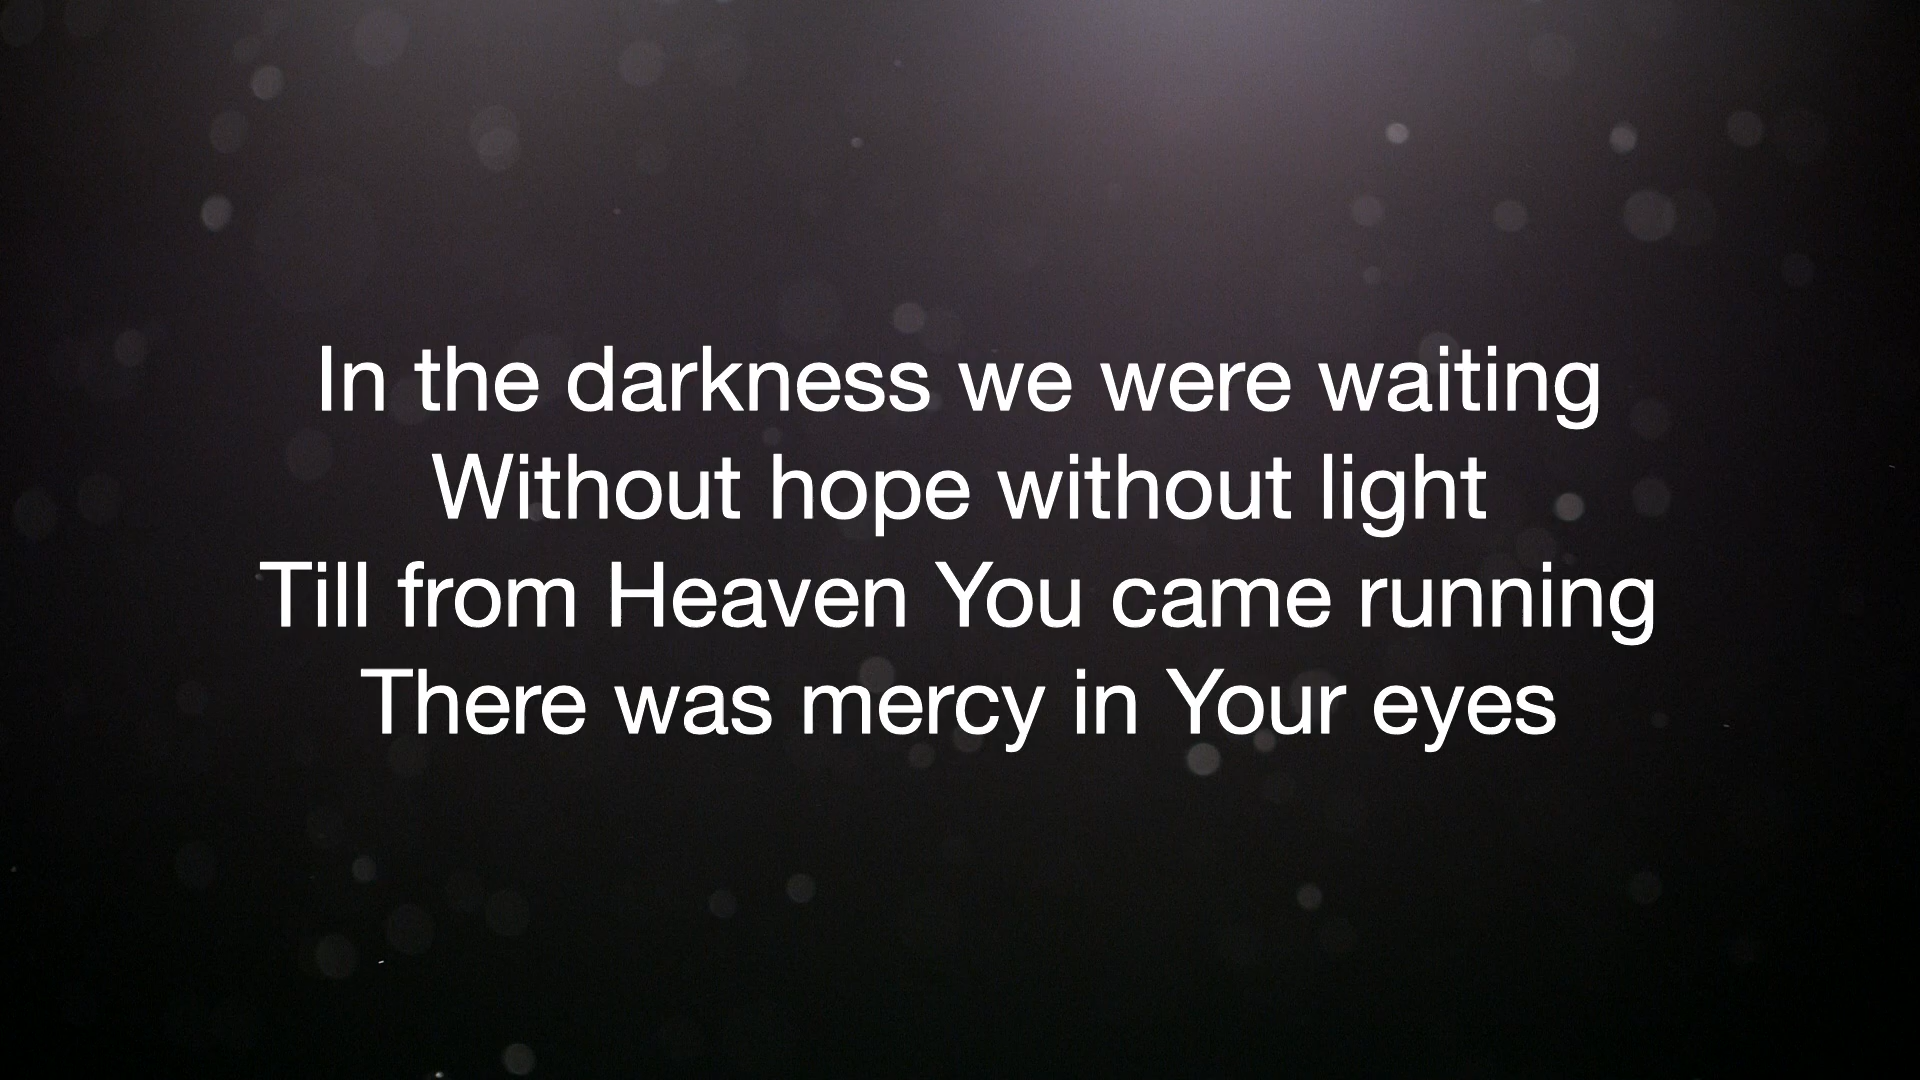 In the darkness we were waiting
Without hope without light
Till from Heaven You came running
There was mercy in Your eyes